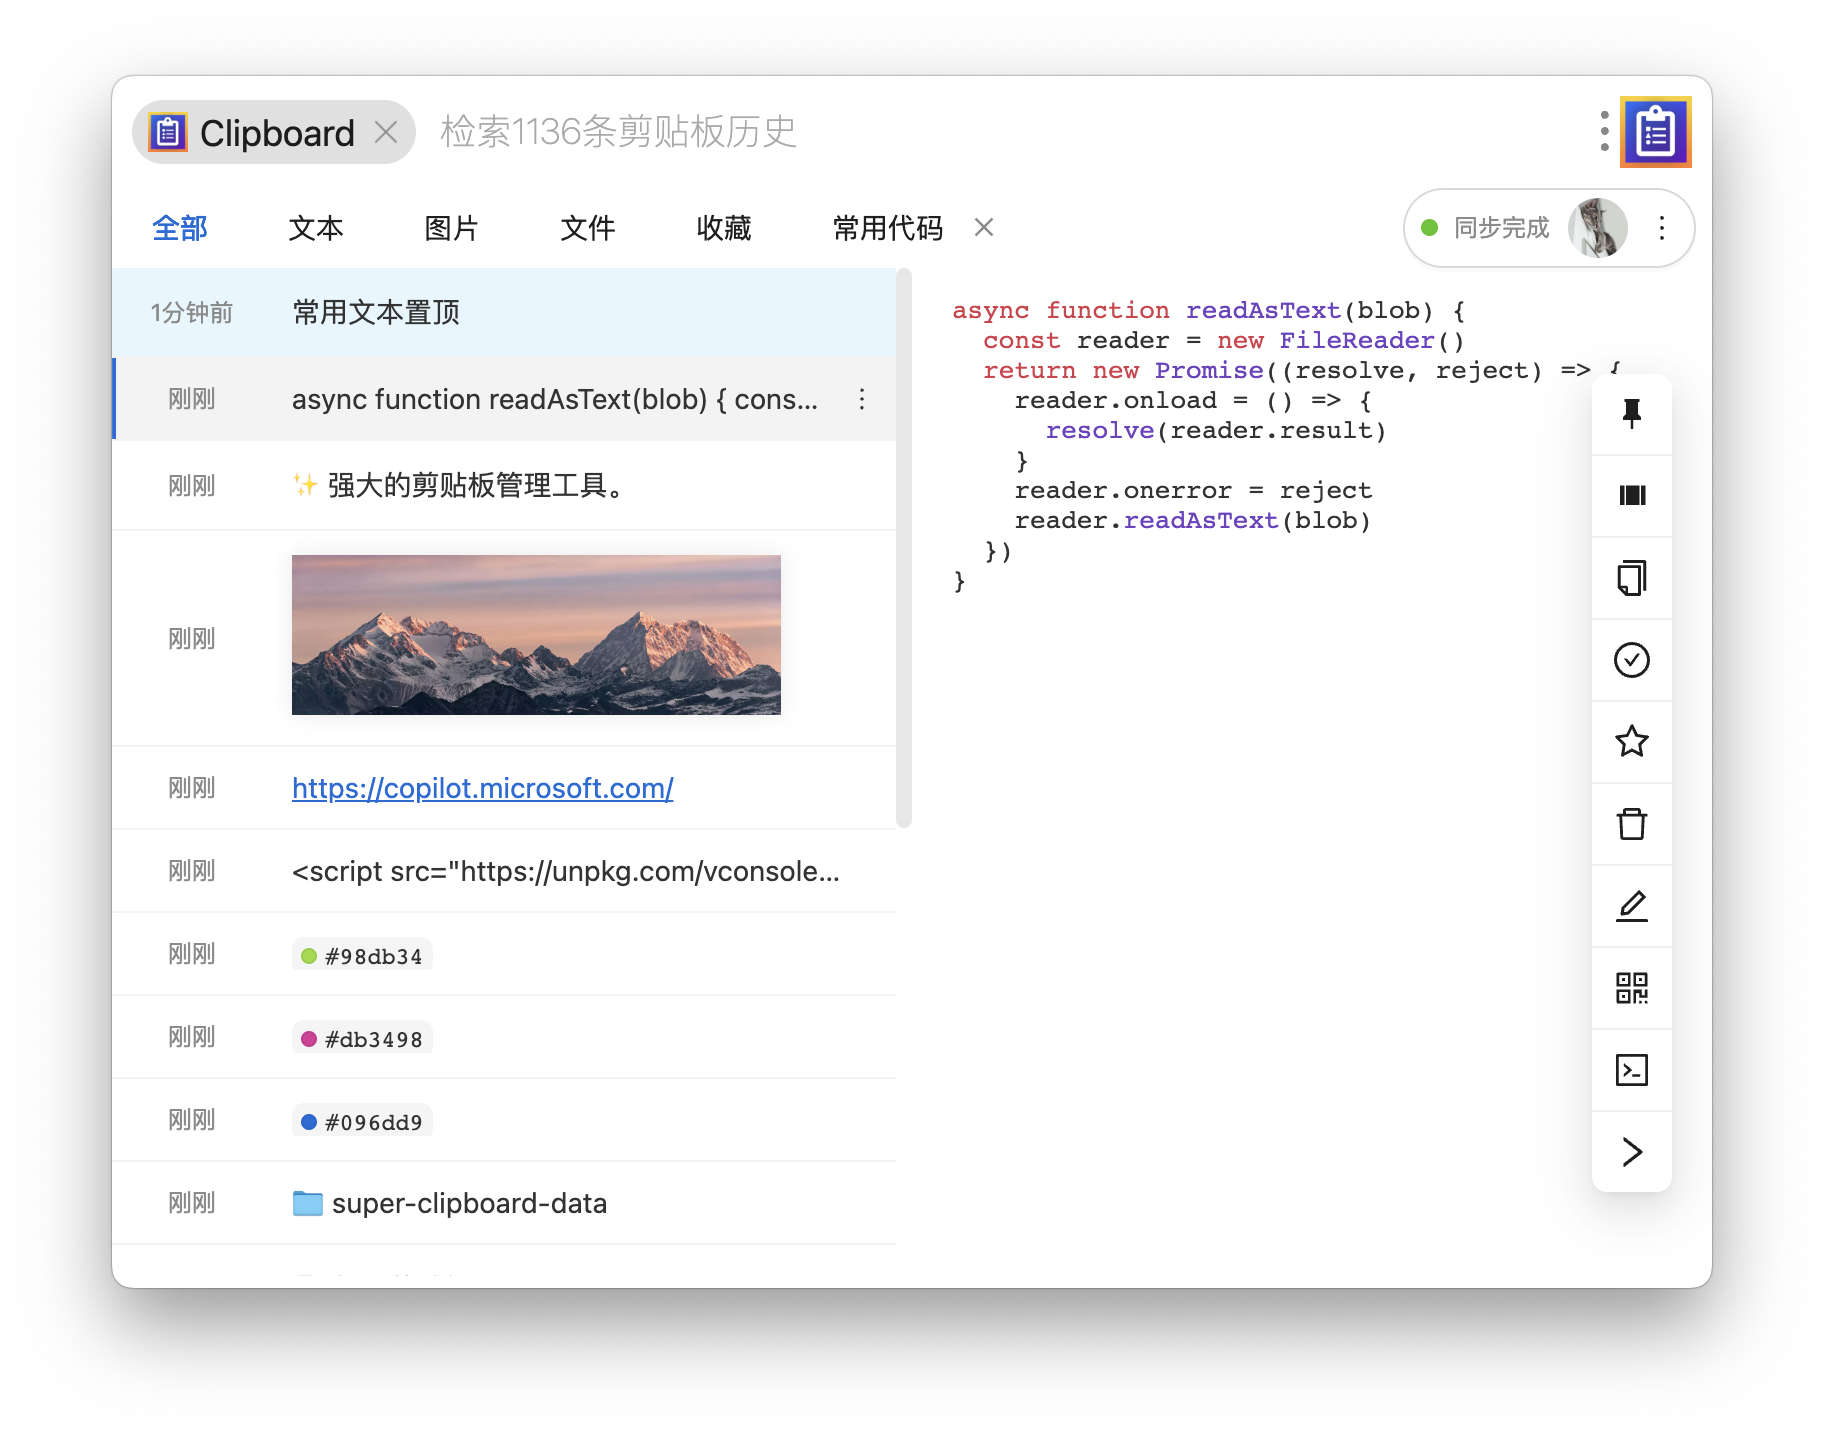 Clipboard
检索1136条剪贴板历史
全部 文本 图片 文件 收藏 常用代码
同步完成
1分钟前 常用文本置顶
刚刚 async function readAsText(blob) { cons...
刚刚 ✨ 强大的剪贴板管理工具。
刚刚
刚刚 https://copilot.microsoft.com/
刚刚 <script src="https://unpkg.com/vconsole...
刚刚 #98db34
刚刚 #db3498
刚刚 #096dd9
刚刚 super-clipboard-data
async function readAsText(blob) {
  const reader = new FileReader()
  return new Promise((resolve, reject) => {
    reader.onload = () => {
      resolve(reader.result)
    }
    reader.onerror = reject
    reader.readAsText(blob)
  })
}